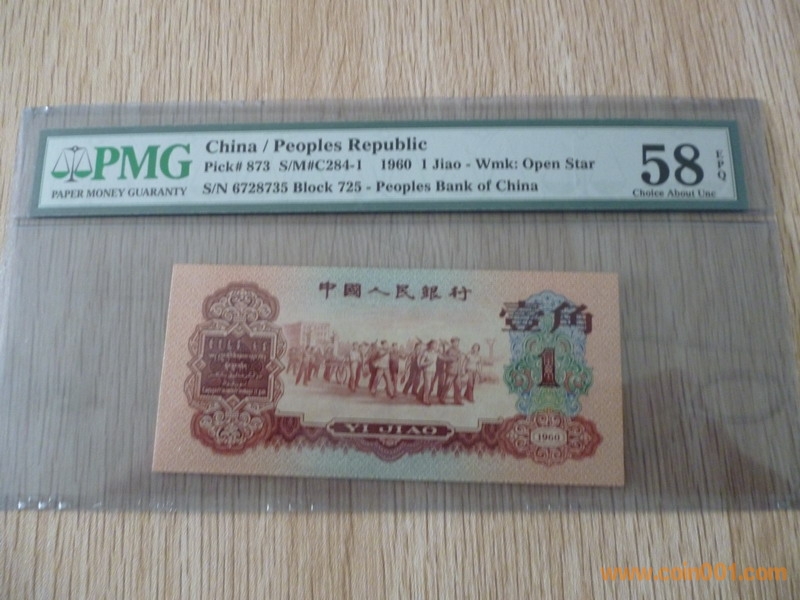 PMG
PAPER MONEY GUARANTY
China / Peoples Republic
Pick# 873 S/M#C284-1 1960 1 Jiao - Wmk: Open Star
S/N 6728735 Block 725 - Peoples Bank of China
58
EPQ
Choice About Unc
中國人民銀行
壹角
1
YI JIAO
1960
www.coin001.com